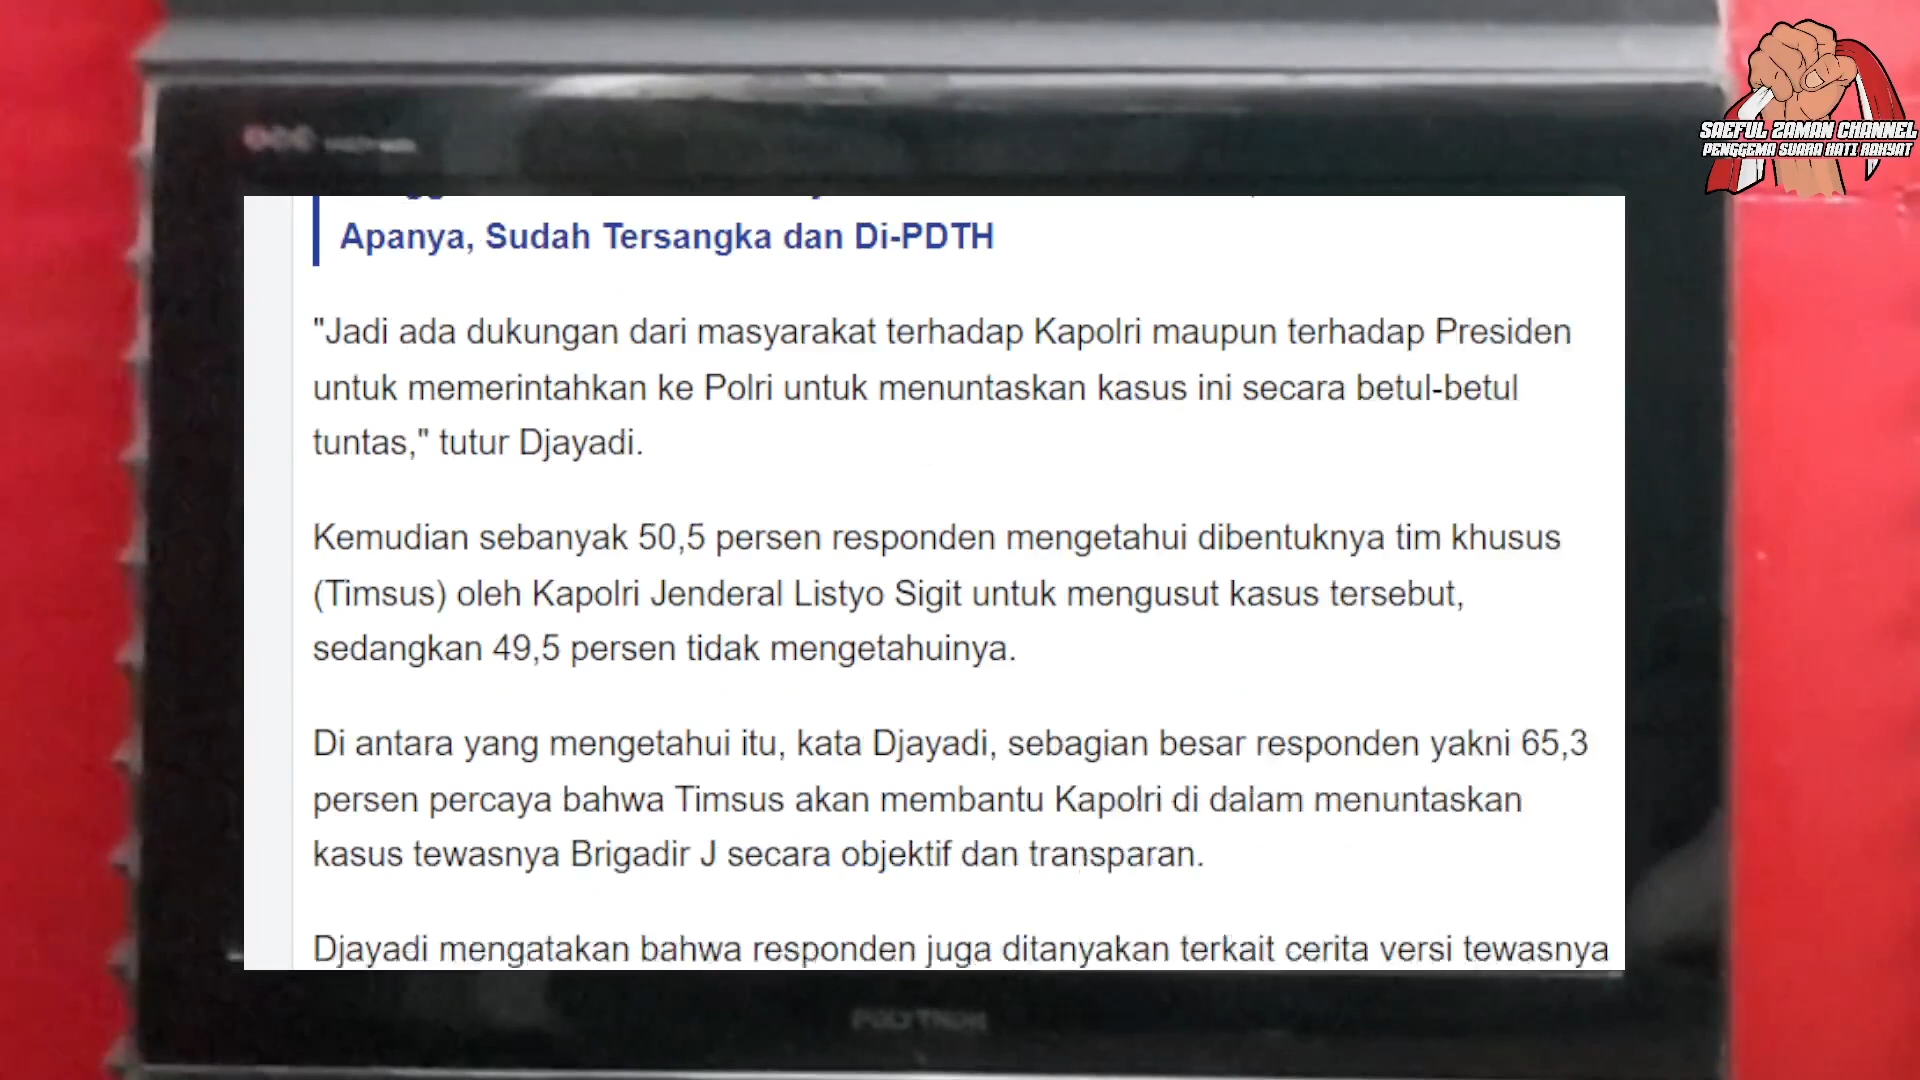 SAEFUL ZAMAN CHANNEL
PENGGEMA SUARA HATI RAKYAT
Apanya, Sudah Tersangka dan Di-PDTH
"Jadi ada dukungan dari masyarakat terhadap Kapolri maupun terhadap Presiden
untuk memerintahkan ke Polri untuk menuntaskan kasus ini secara betul-betul
tuntas," tutur Djayadi.
Kemudian sebanyak 50,5 persen responden mengetahui dibentuknya tim khusus
(Timsus) oleh Kapolri Jenderal Listyo Sigit untuk mengusut kasus tersebut,
sedangkan 49,5 persen tidak mengetahuinya.
Di antara yang mengetahui itu, kata Djayadi, sebagian besar responden yakni 65,3
persen percaya bahwa Timsus akan membantu Kapolri di dalam menuntaskan
kasus tewasnya Brigadir J secara objektif dan transparan.
Djayadi mengatakan bahwa responden juga ditanyakan terkait cerita versi tewasnya
POLYTRON